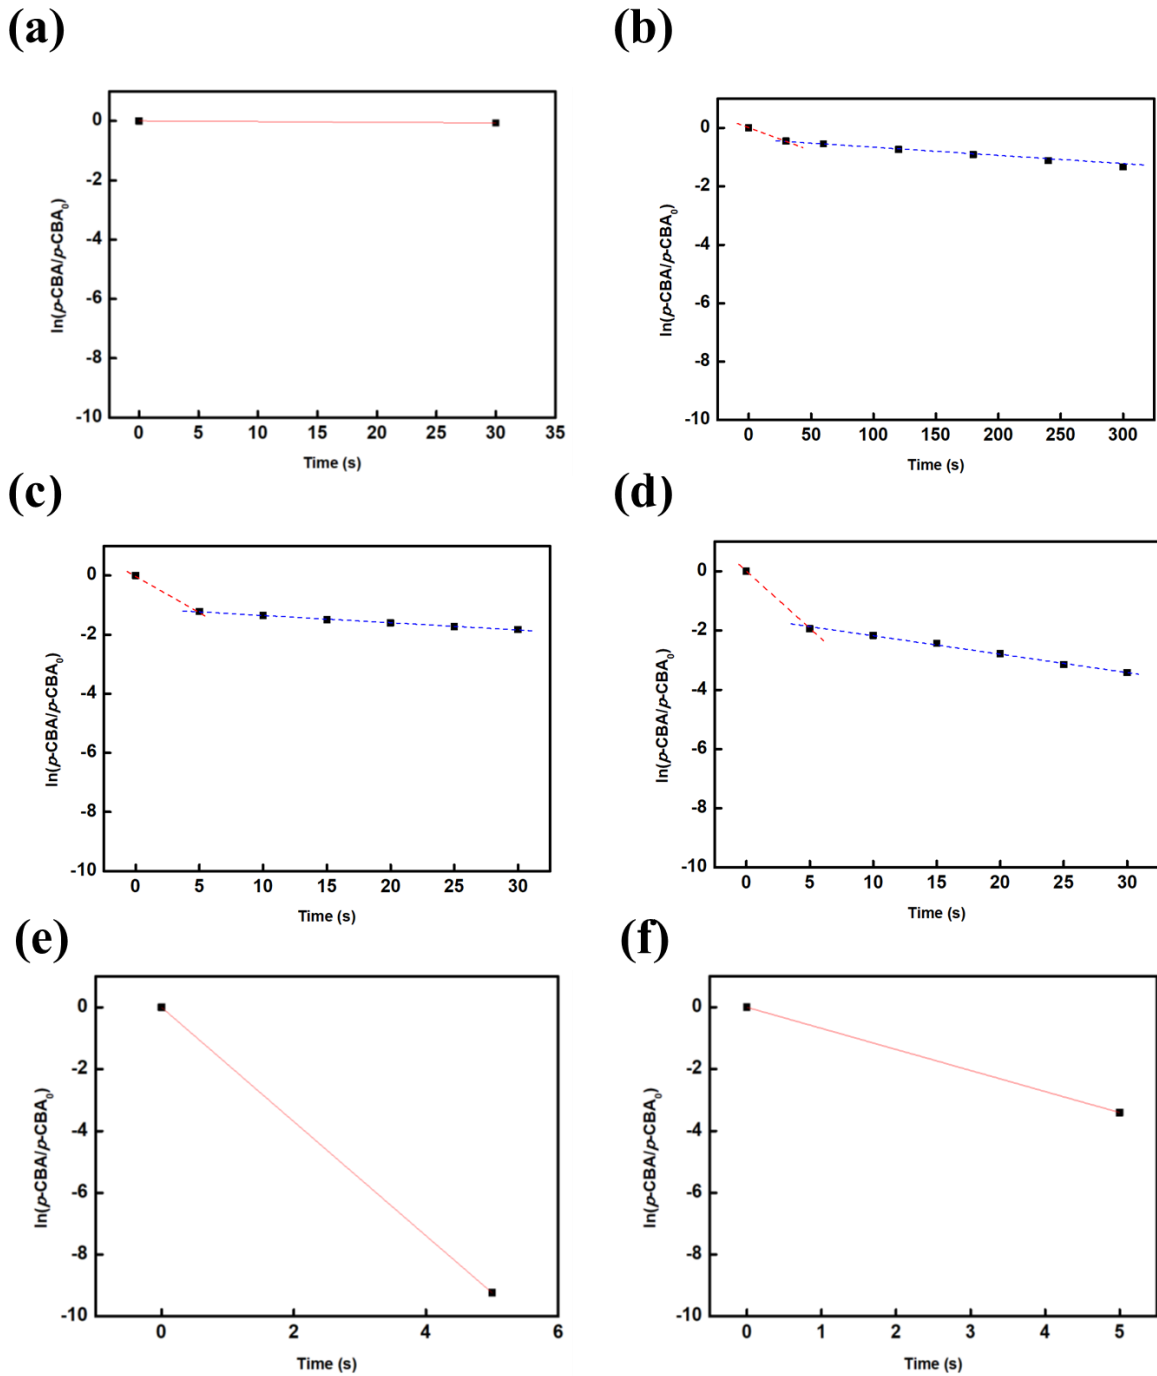 (a)
0
-2
-4
-6
-8
-10
ln(p-CBA/p-CBA₀)
0 5 10 15 20 25 30 35
Time (s)
(b)
0
-2
-4
-6
-8
-10
ln(p-CBA/p-CBA₀)
0 50 100 150 200 250 300
Time (s)
(c)
0
-2
-4
-6
-8
-10
ln(p-CBA/p-CBA₀)
0 5 10 15 20 25 30
Time (s)
(d)
0
-2
-4
-6
-8
-10
ln(p-CBA/p-CBA₀)
0 5 10 15 20 25 30
Time (s)
(e)
0
-2
-4
-6
-8
-10
ln(p-CBA/p-CBA₀)
0 2 4 6
Time (s)
(f)
0
-2
-4
-6
-8
-10
ln(p-CBA/p-CBA₀)
0 1 2 3 4 5
Time (s)